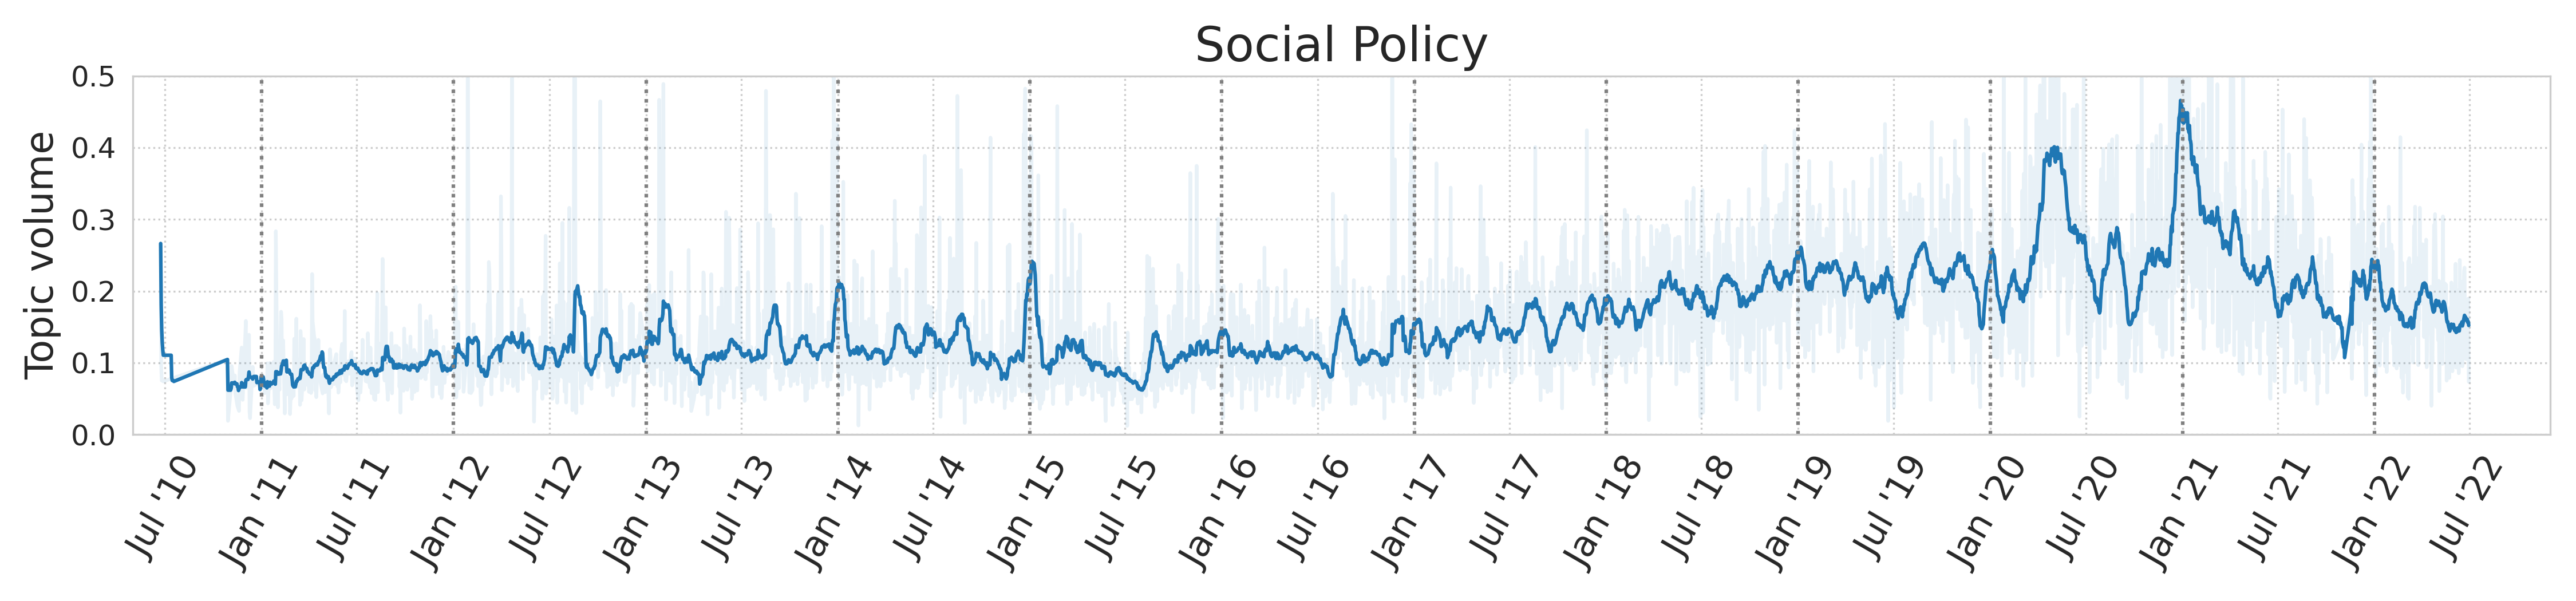 Social Policy
Topic volume
0.5
0.4
0.3
0.2
0.1
0.0
Jul '10
Jan '11
Jul '11
Jan '12
Jul '12
Jan '13
Jul '13
Jan '14
Jul '14
Jan '15
Jul '15
Jan '16
Jul '16
Jan '17
Jul '17
Jan '18
Jul '18
Jan '19
Jul '19
Jan '20
Jul '20
Jan '21
Jul '21
Jan '22
Jul '22